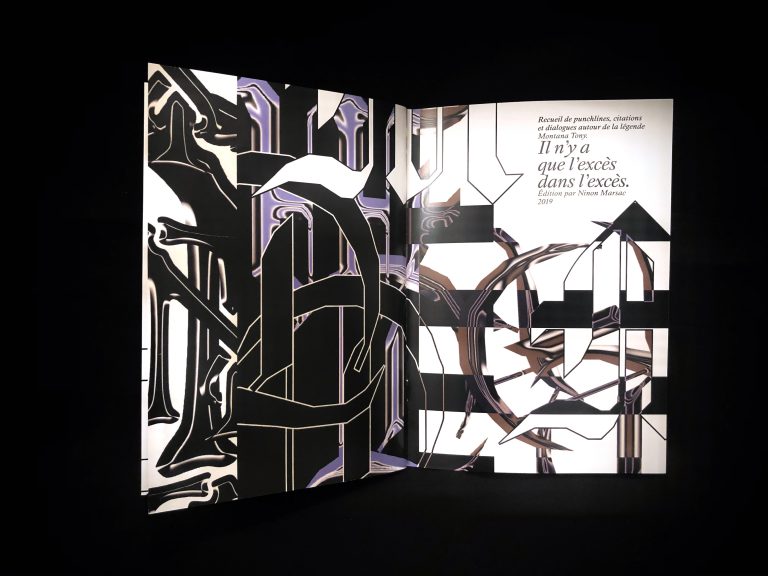 Recueil de punchlines, citations
et dialogues autour de la légende
Montana Tony.
Il n'y a
que l'excès
dans l'excès.
Édition par Ninon Marsac
2019